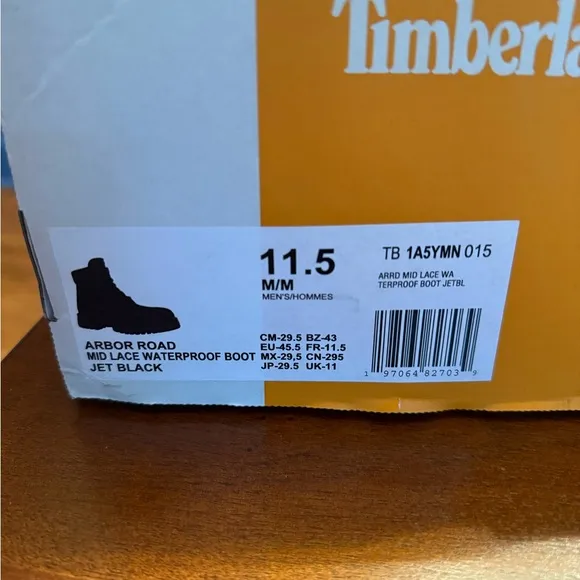 Timberla
11.5
M/M
MEN'S/HOMMES
TB 1A5YMN 015
ARRD MID LACE WA
TERPROOF BOOT JETBL
ARBOR ROAD
MID LACE WATERPROOF BOOT
JET BLACK
CM-29.5 BZ-43
EU-45.5 FR-11.5
MX-29,5 CN-295
JP-29.5 UK-11
1 97064 82703 9